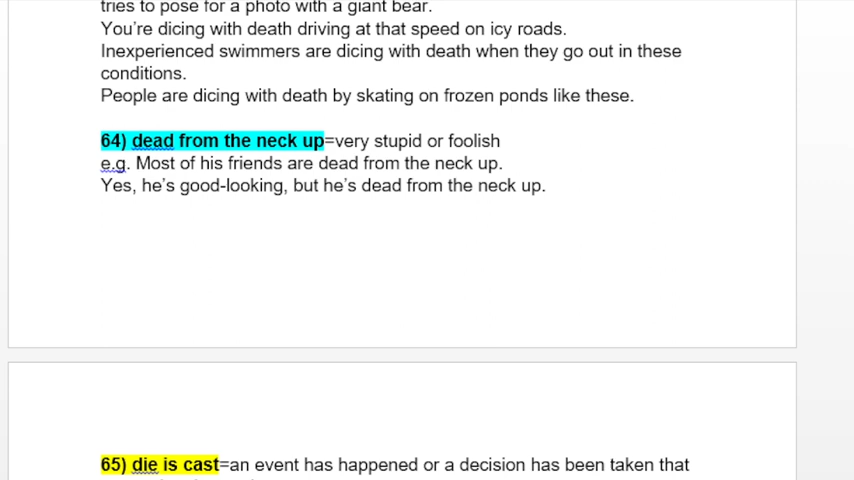 tries to pose for a photo with a giant bear.
You're dicing with death driving at that speed on icy roads.
Inexperienced swimmers are dicing with death when they go out in these
conditions.
People are dicing with death by skating on frozen ponds like these.
64) dead from the neck up=very stupid or foolish
e.g. Most of his friends are dead from the neck up.
Yes, he's good-looking, but he's dead from the neck up.
65) die is cast=an event has happened or a decision has been taken that